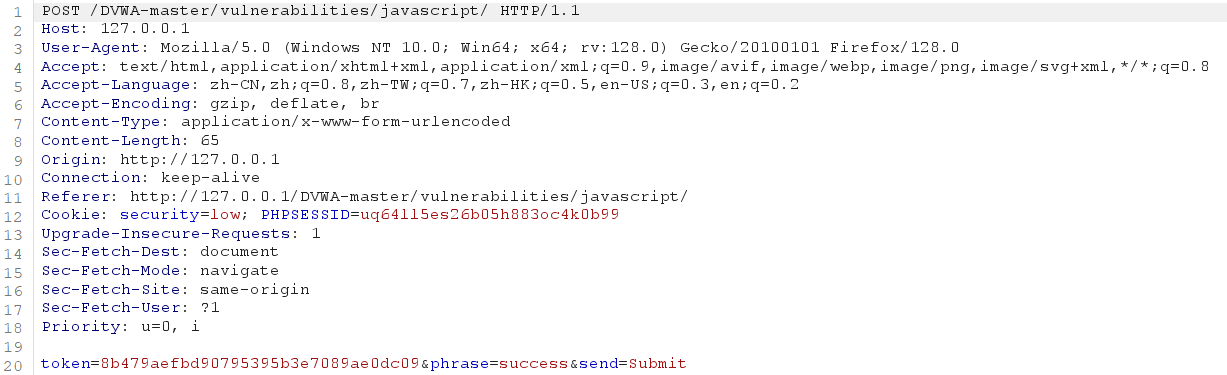 1 POST /DVWA-master/vulnerabilities/javascript/ HTTP/1.1
2 Host: 127.0.0.1
3 User-Agent: Mozilla/5.0 (Windows NT 10.0; Win64; x64; rv:128.0) Gecko/20100101 Firefox/128.0
4 Accept: text/html,application/xhtml+xml,application/xml;q=0.9,image/avif,image/webp,image/png,image/svg+xml,*/*;q=0.8
5 Accept-Language: zh-CN,zh;q=0.8,zh-TW;q=0.7,zh-HK;q=0.5,en-US;q=0.3,en;q=0.2
6 Accept-Encoding: gzip, deflate, br
7 Content-Type: application/x-www-form-urlencoded
8 Content-Length: 65
9 Origin: http://127.0.0.1
10 Connection: keep-alive
11 Referer: http://127.0.0.1/DVWA-master/vulnerabilities/javascript/
12 Cookie: security=low; PHPSESSID=uq64ll5es26b05h883oc4k0b99
13 Upgrade-Insecure-Requests: 1
14 Sec-Fetch-Dest: document
15 Sec-Fetch-Mode: navigate
16 Sec-Fetch-Site: same-origin
17 Sec-Fetch-User: ?1
18 Priority: u=0, i
19
20 token=8b479aefbd90795395b3e7089ae0dc09&phrase=success&send=Submit